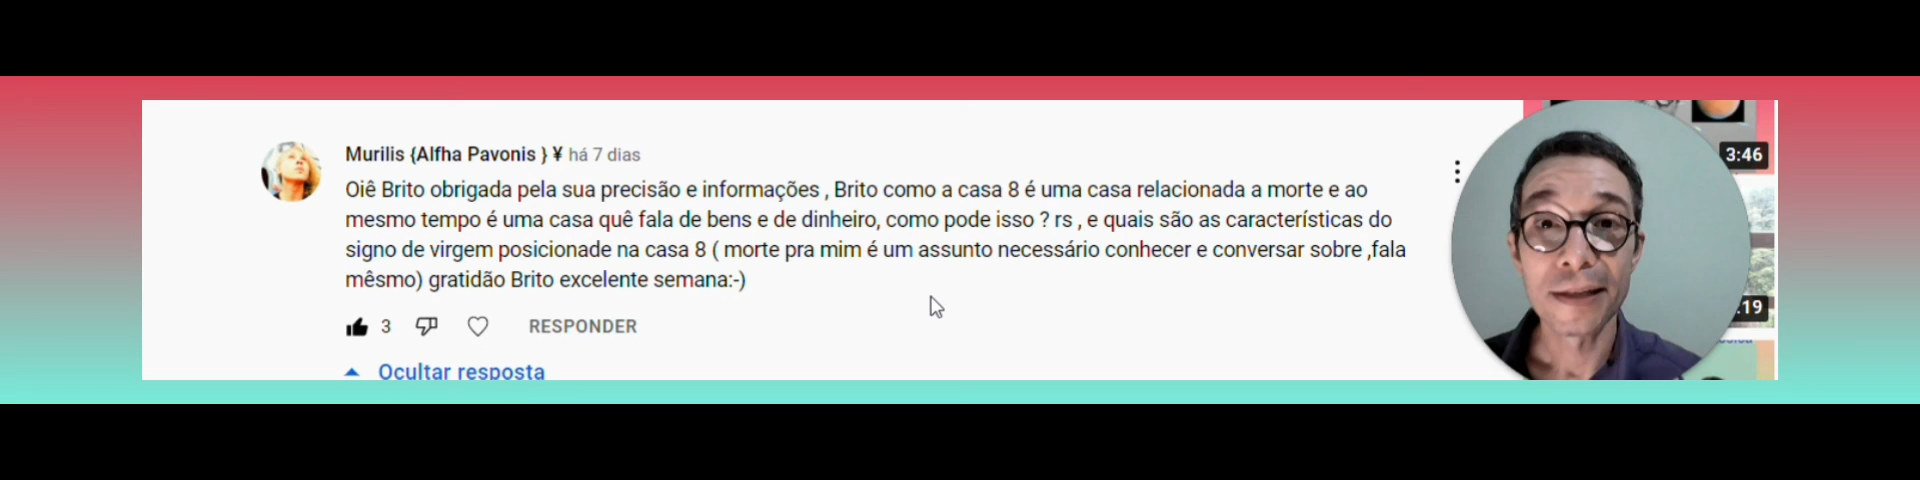 Murilis {Alfha Pavonis } ¥ há 7 dias
Oiê Brito obrigada pela sua precisão e informações , Brito como a casa 8 é uma casa relacionada a morte e ao
mesmo tempo é uma casa quê fala de bens e de dinheiro, como pode isso ? rs , e quais são as características do
signo de virgem posicionade na casa 8 ( morte pra mim é um assunto necessário conhecer e conversar sobre ,fala
mêsmo) gratidão Brito excelente semana:-)
3 RESPONDER
Ocultar resposta
3:46
:19